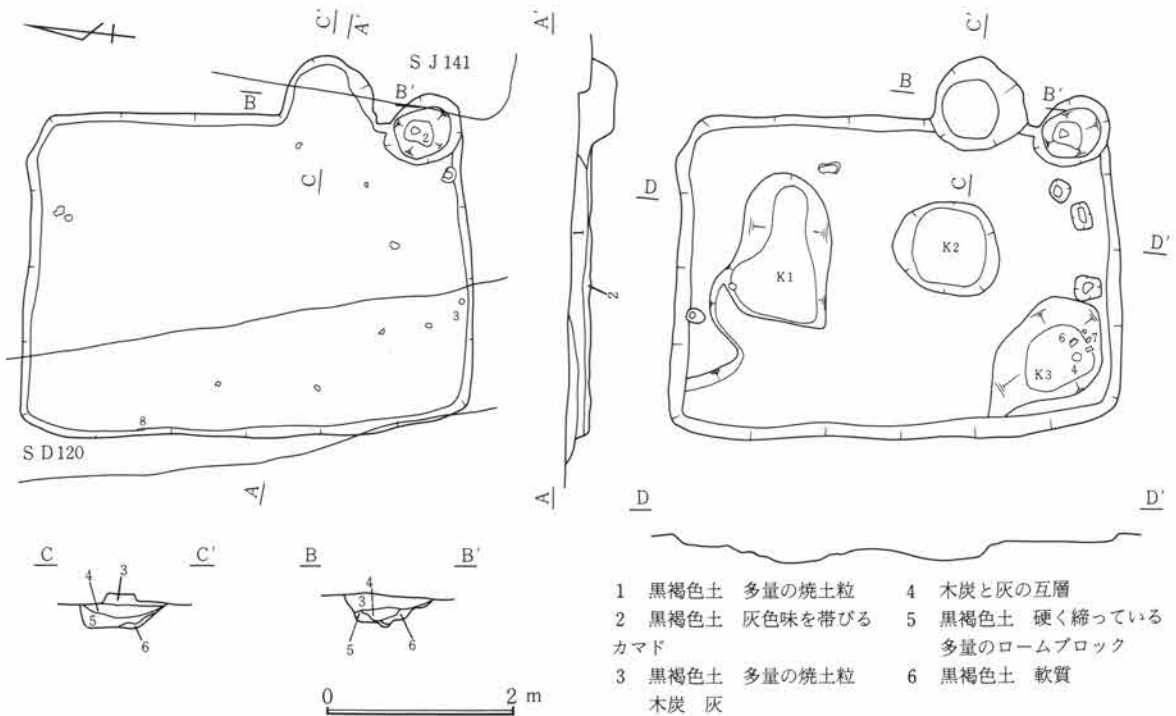 C'
A'
S J 141
B
B'
2
C
3
8
S D 120
A
A'
1
2
A
C'
B
B'
D
C
D'
K1
K2
K3
6
7
4
C
C'
3
4
5
6
B
B'
4
3
5
6
D
D'
0
2 m
1 黒褐色土 多量の焼土粒
2 黒褐色土 灰色味を帯びる
カマド
3 黒褐色土 多量の焼土粒
木炭 灰
4 木炭と灰の互層
5 黒褐色土 硬く締っている
多量のロームブロック
6 黒褐色土 軟質